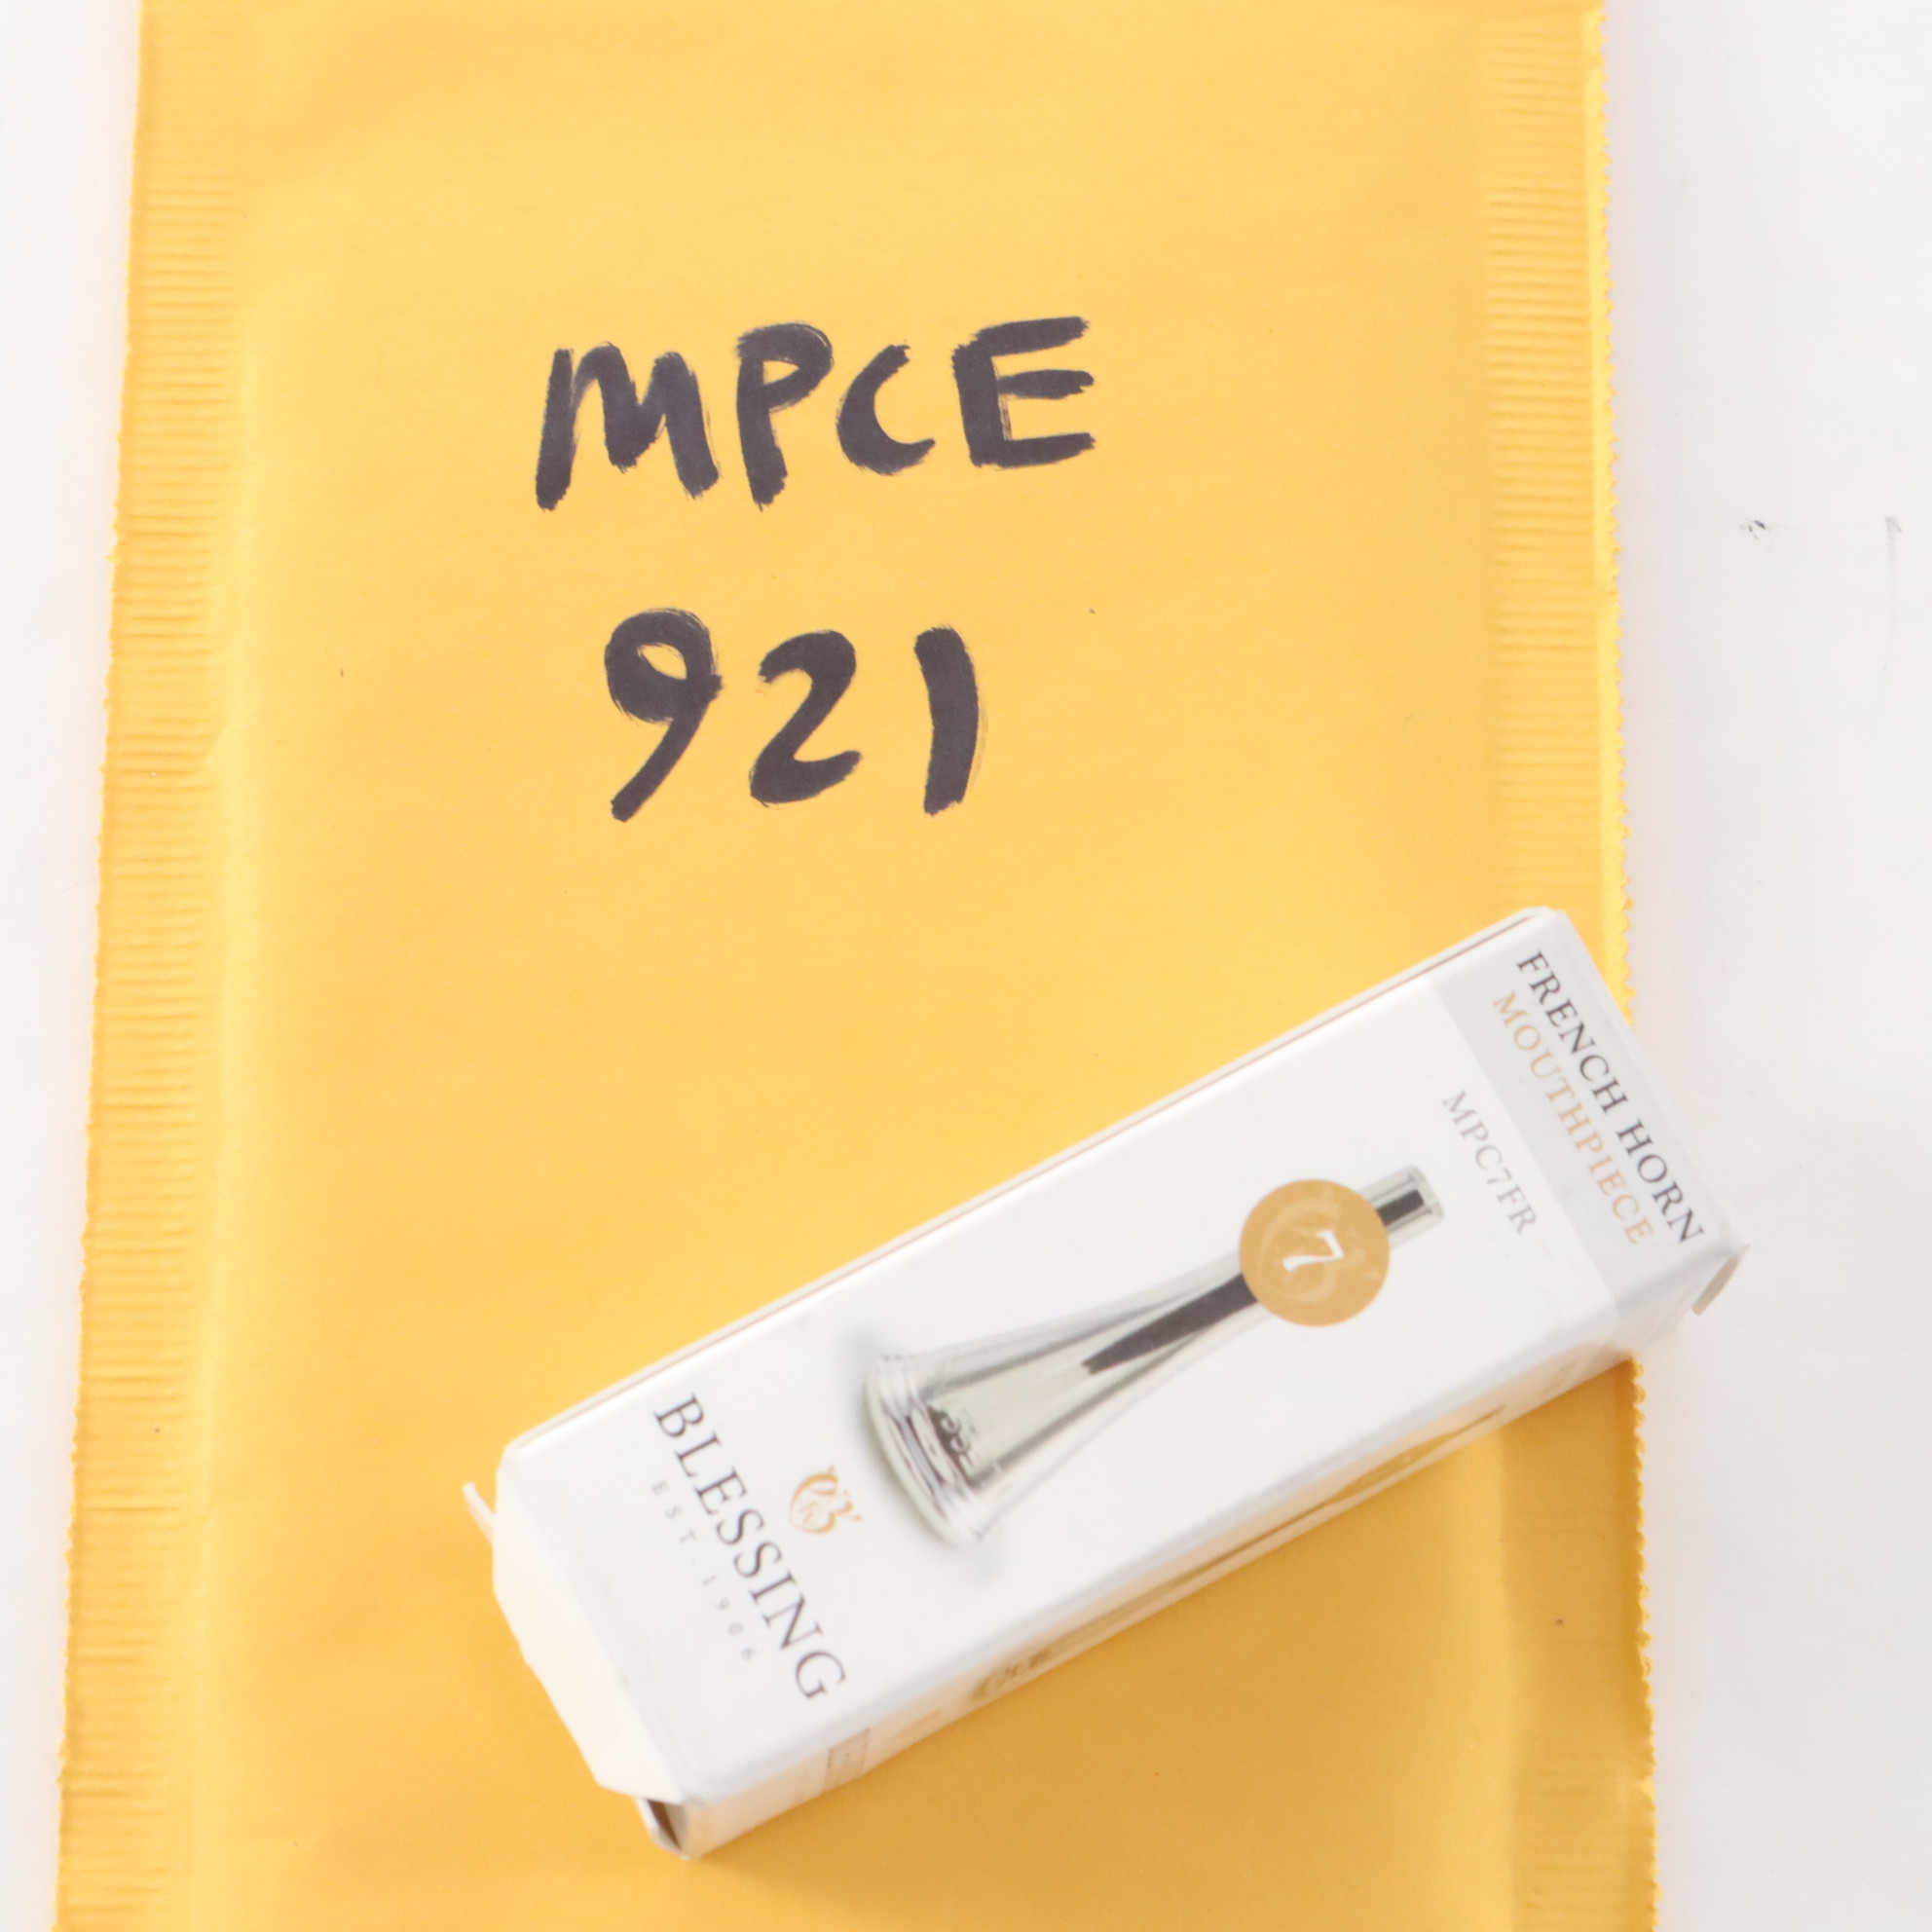 MPCE
921
FRENCH HORN
MOUTHPIECE
MPC7FR
7
BLESSING
EST. 1906